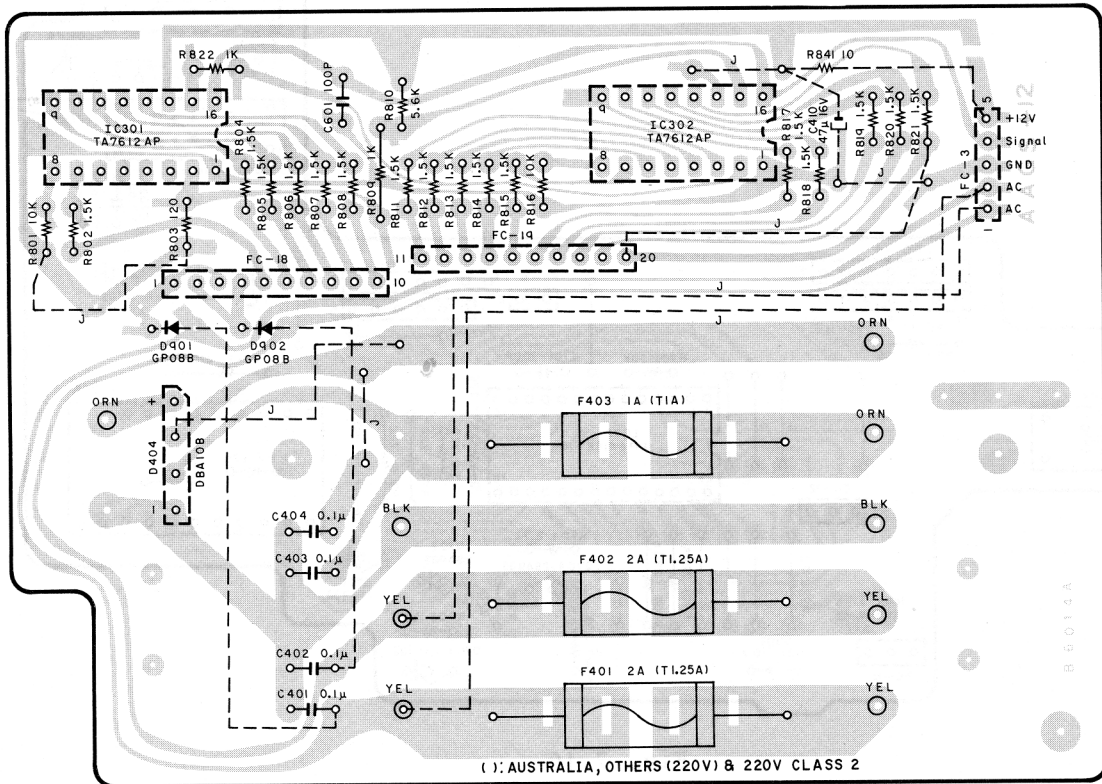 R822 1K
C601 100P
R810 5.6K
J
R841 10
9
16
IC301
TA7612AP
8
1
R804 1.5K
9
16
IC302
TA7612AP
8
1
R817 1.5K
C410 47µ 16V
R818 1.5K
R819 1.5K
R820 1.5K
R821 1.5K
5
+12V
Signal
GND
AC
AC
1
FC-3
J
R801 10K
R802 1.5K
R803 120
R805 1.5K
R806 1.5K
R807 1.5K
R808 1.5K
R809 1K
R811 1.5K
R812 1.5K
R813 1.5K
R814 1.5K
R815 1.5K
R816 10K
J
FC-18
1
10
FC-19
11
20
J
J
J
D901
GP08B
D902
GP08B
ORN
ORN
+
J
D404
DBA10B
1
J
F403 1A (T1A)
ORN
C404 0.1µ
BLK
BLK
C403 0.1µ
F402 2A (T1.25A)
YEL
YEL
C402 0.1µ
F401 2A (T1.25A)
C401 0.1µ
YEL
YEL
B6014A
( ): AUSTRALIA, OTHERS (220V) & 220V CLASS 2